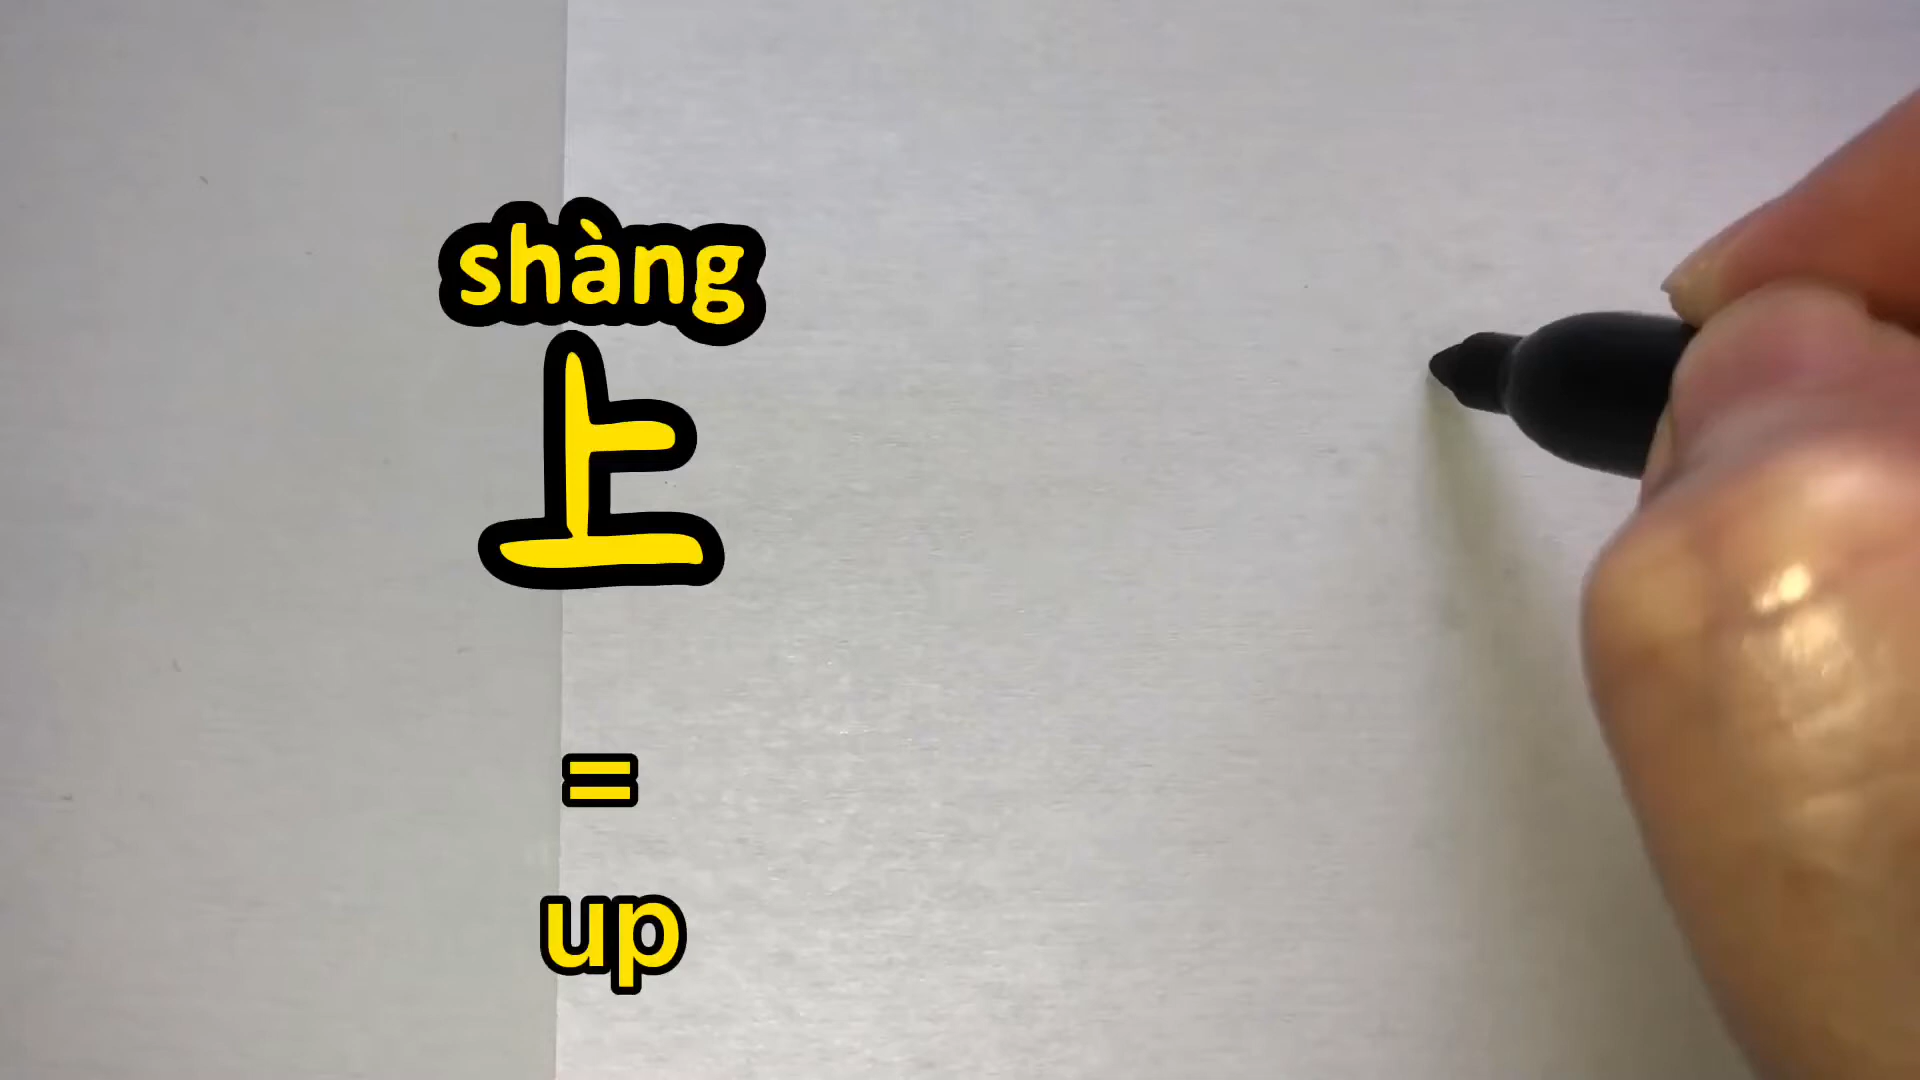 shàng
上
=
up